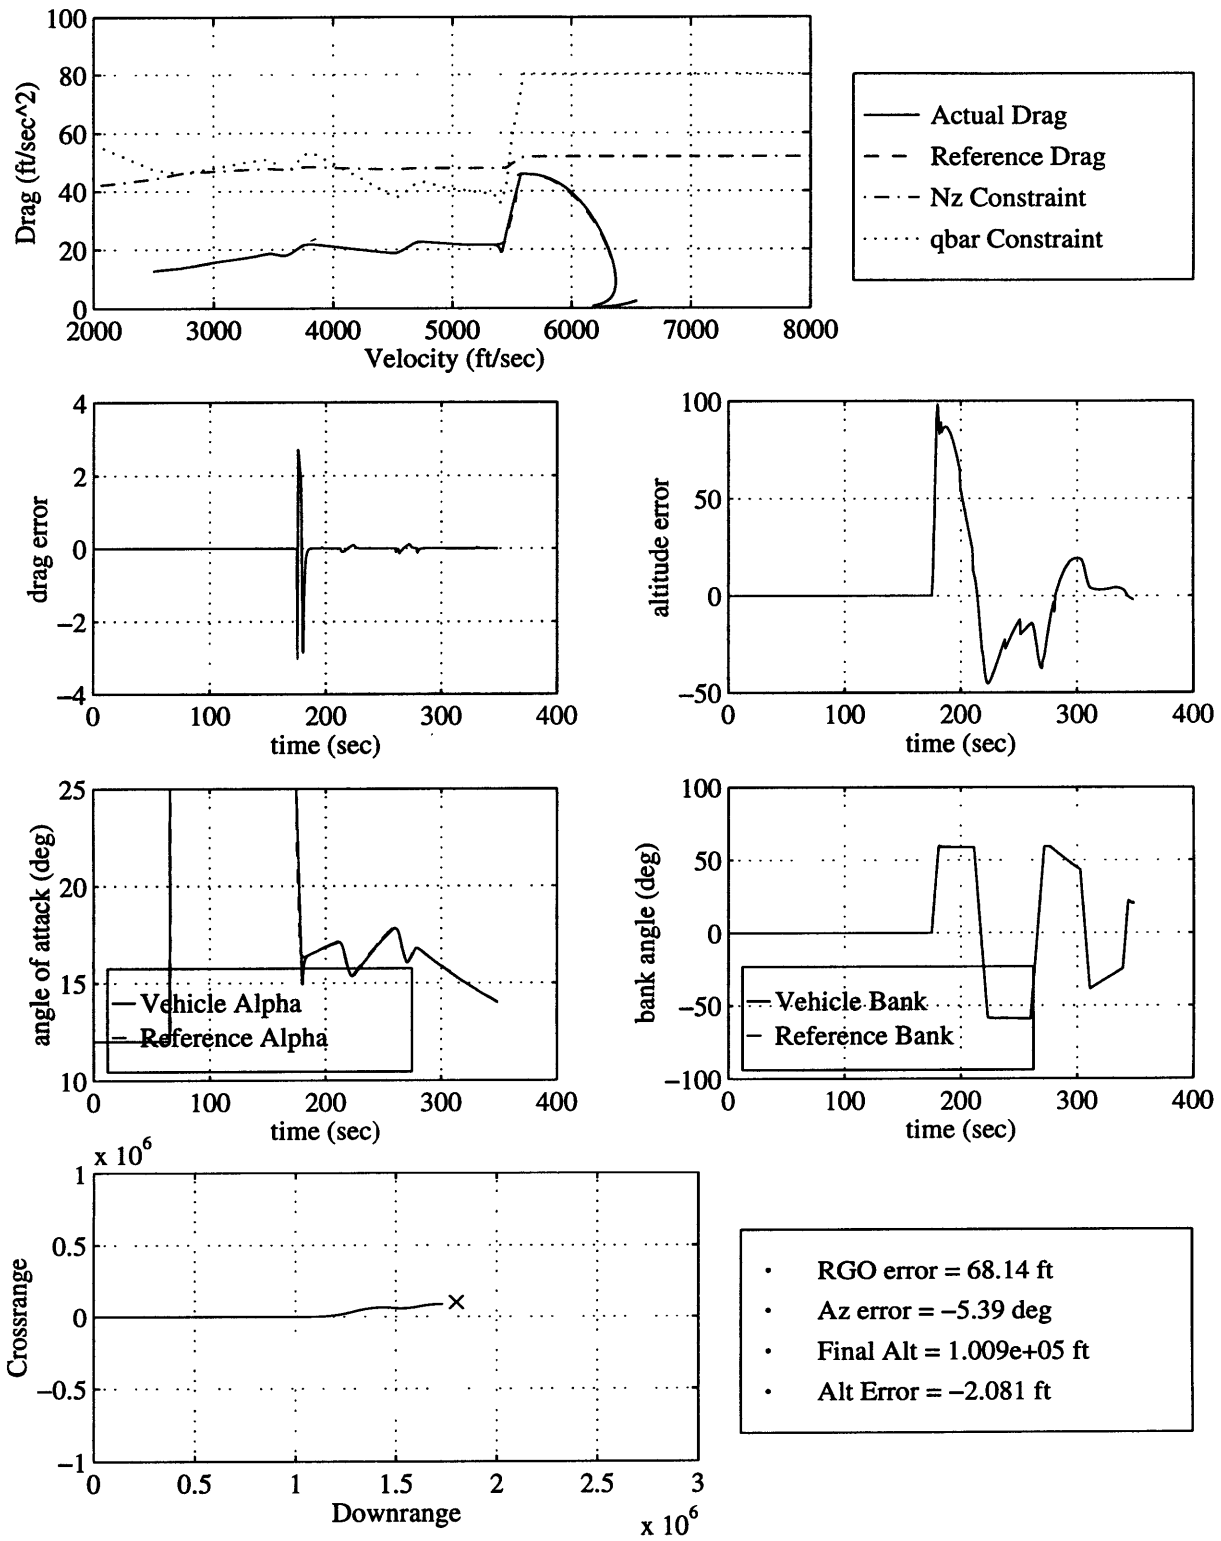 100
80
60
40
20
0
Drag (ft/sec^2)
2000 3000 4000 5000 6000 7000 8000
Velocity (ft/sec)
Actual Drag
Reference Drag
Nz Constraint
qbar Constraint
4
2
0
−2
−4
drag error
0 100 200 300 400
time (sec)
100
50
0
−50
altitude error
0 100 200 300 400
time (sec)
25
20
15
10
angle of attack (deg)
Vehicle Alpha
Reference Alpha
0 100 200 300 400
time (sec)
100
50
0
−50
−100
bank angle (deg)
Vehicle Bank
Reference Bank
0 100 200 300 400
time (sec)
x 10^6
1
0.5
0
−0.5
−1
Crossrange
0 0.5 1 1.5 2 2.5 3
Downrange
x 10^6
RGO error = 68.14 ft
Az error = −5.39 deg
Final Alt = 1.009e+05 ft
Alt Error = −2.081 ft